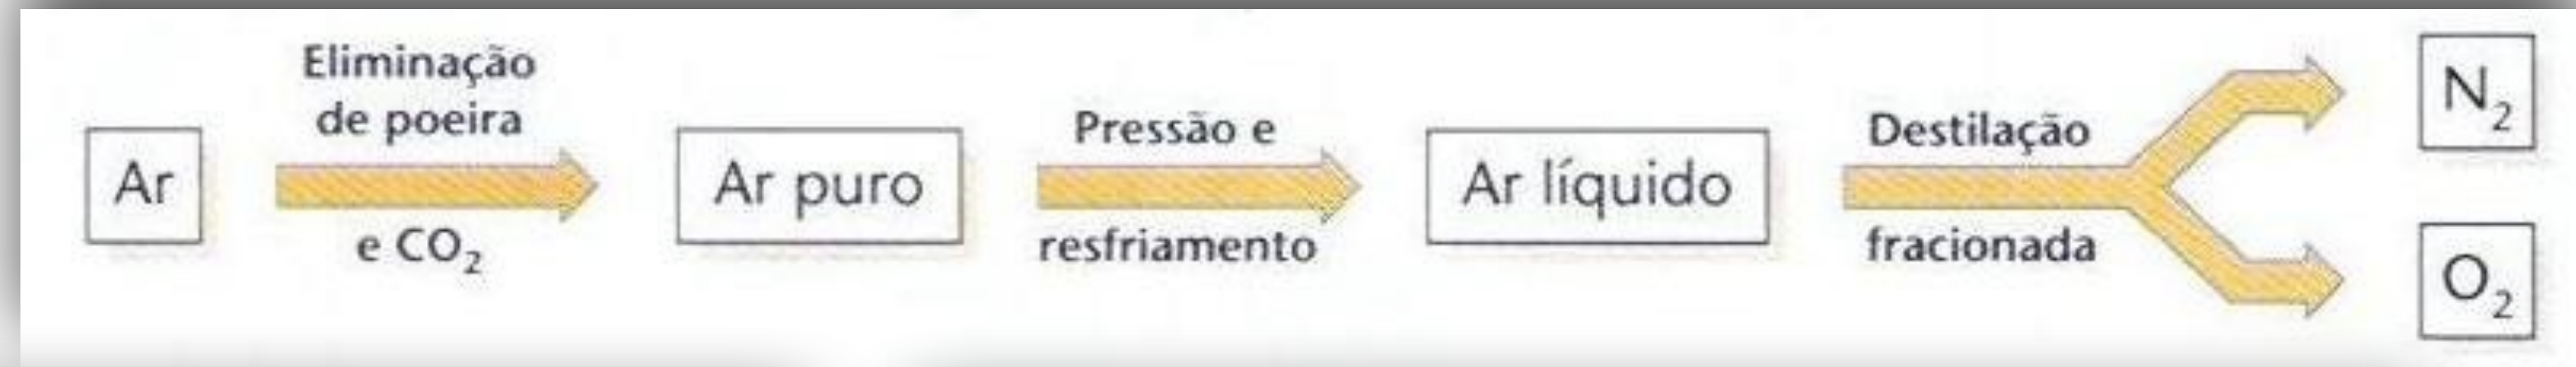 Ar
Eliminação
de poeira
e CO₂
Ar puro
Pressão e
resfriamento
Ar líquido
Destilação
fracionada
N₂
O₂